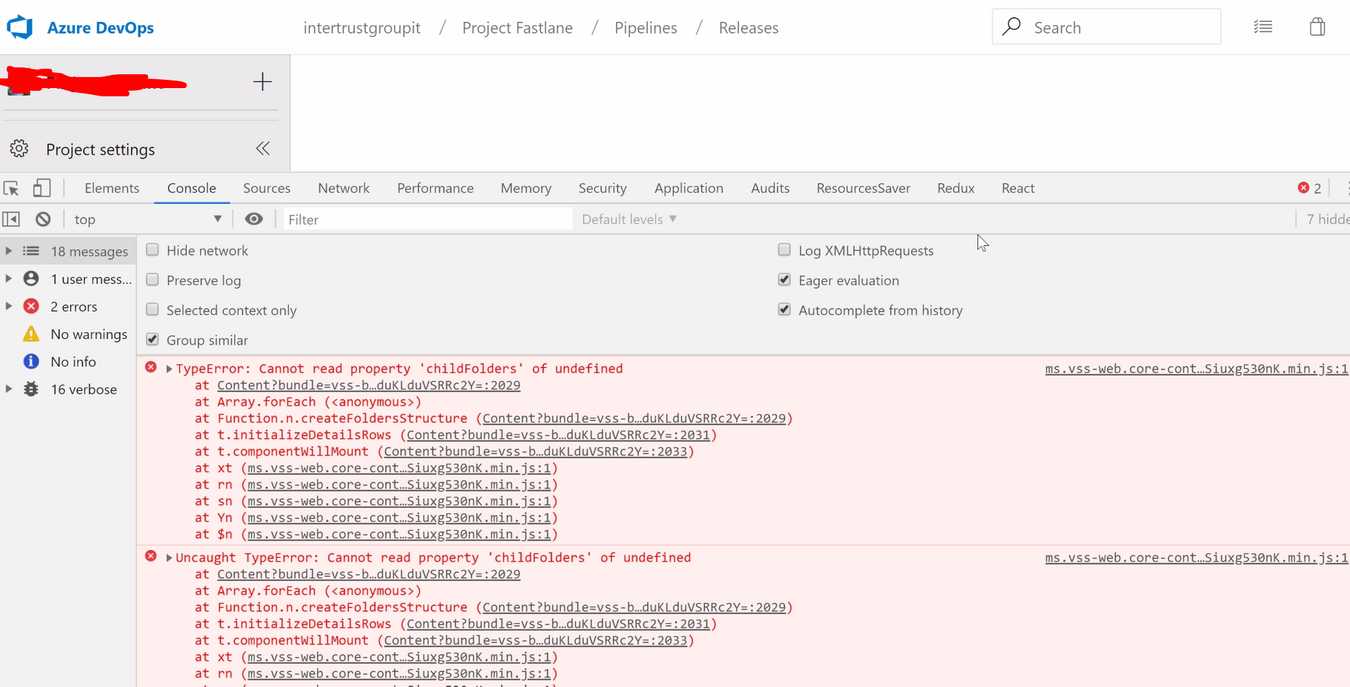 Azure DevOps intertrustgroupit / Project Fastlane / Pipelines / Releases Search
Project settings
Elements Console Sources Network Performance Memory Security Application Audits ResourcesSaver Redux React 2
top Filter Default levels 7 hidde
18 messages Hide network Log XMLHttpRequests
1 user mess... Preserve log Eager evaluation
2 errors Selected context only Autocomplete from history
No warnings Group similar
No info
16 verbose
TypeError: Cannot read property 'childFolders' of undefined ms.vss-web.core-cont…Siuxg530nK.min.js:1
at Content?bundle=vss-b…duKLduVSRRc2Y=:2029
at Array.forEach (<anonymous>)
at Function.n.createFoldersStructure (Content?bundle=vss-b…duKLduVSRRc2Y=:2029)
at t.initializeDetailsRows (Content?bundle=vss-b…duKLduVSRRc2Y=:2031)
at t.componentWillMount (Content?bundle=vss-b…duKLduVSRRc2Y=:2033)
at xt (ms.vss-web.core-cont…Siuxg530nK.min.js:1)
at rn (ms.vss-web.core-cont…Siuxg530nK.min.js:1)
at sn (ms.vss-web.core-cont…Siuxg530nK.min.js:1)
at Yn (ms.vss-web.core-cont…Siuxg530nK.min.js:1)
at $n (ms.vss-web.core-cont…Siuxg530nK.min.js:1)
Uncaught TypeError: Cannot read property 'childFolders' of undefined ms.vss-web.core-cont…Siuxg530nK.min.js:1
at Content?bundle=vss-b…duKLduVSRRc2Y=:2029
at Array.forEach (<anonymous>)
at Function.n.createFoldersStructure (Content?bundle=vss-b…duKLduVSRRc2Y=:2029)
at t.initializeDetailsRows (Content?bundle=vss-b…duKLduVSRRc2Y=:2031)
at t.componentWillMount (Content?bundle=vss-b…duKLduVSRRc2Y=:2033)
at xt (ms.vss-web.core-cont…Siuxg530nK.min.js:1)
at rn (ms.vss-web.core-cont…Siuxg530nK.min.js:1)